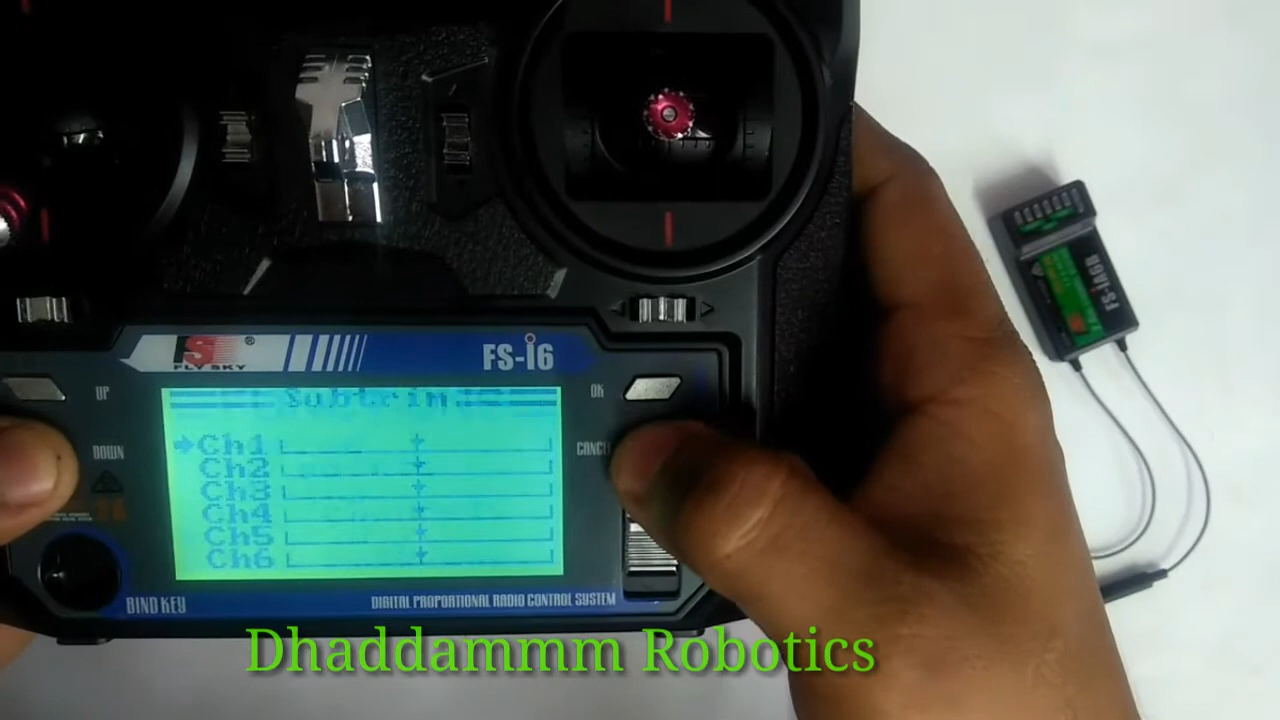 FS ®
FLY SKY
FS-i6
UP
OK
Subtrim
DOWN
CANCEL
Ch1
Ch2
Ch3
Ch4
Ch5
Ch6
BIND KEY
DIGITAL PROPORTIONAL RADIO CONTROL SYSTEM
FS-iA6B
Dhaddammm Robotics